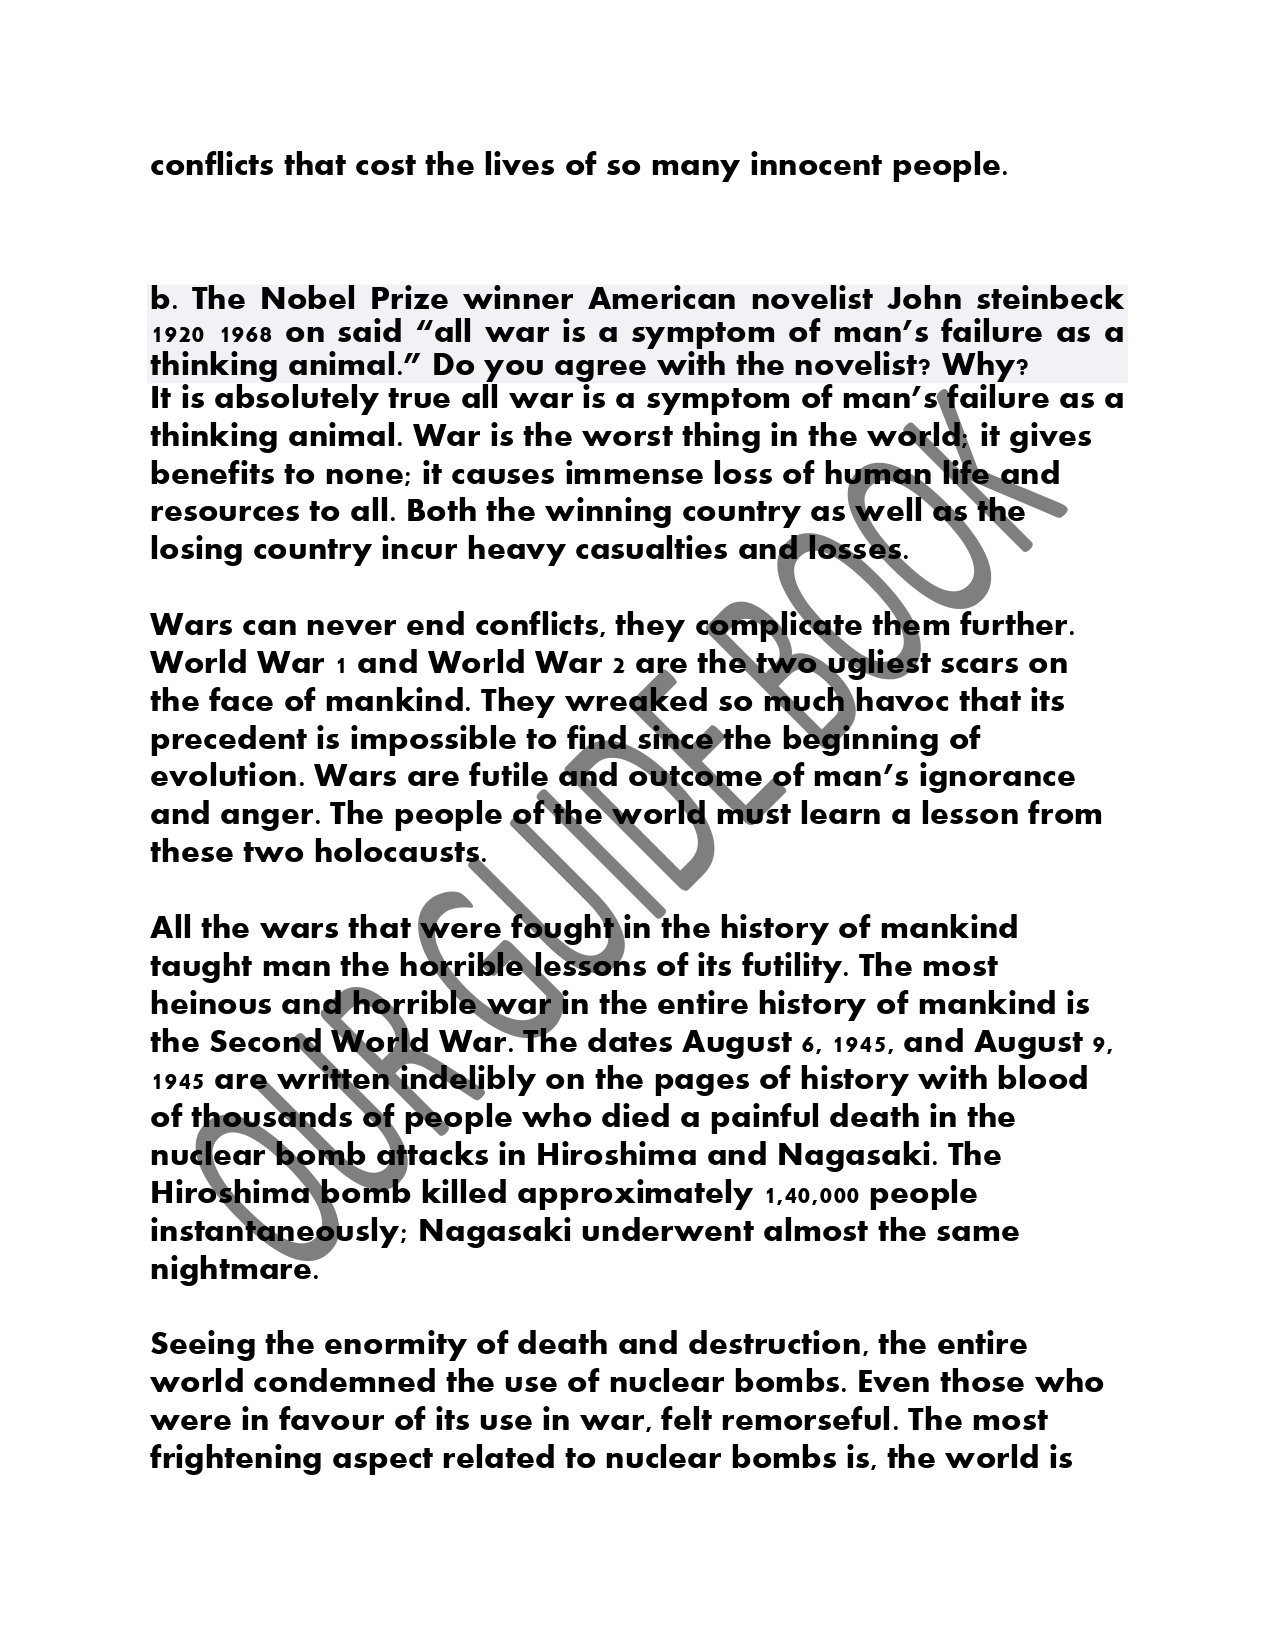 conflicts that cost the lives of so many innocent people.
b. The Nobel Prize winner American novelist John steinbeck
1920 1968 on said “all war is a symptom of man’s failure as a
thinking animal.” Do you agree with the novelist? Why?
It is absolutely true all war is a symptom of man’s failure as a
thinking animal. War is the worst thing in the world; it gives
benefits to none; it causes immense loss of human life and
resources to all. Both the winning country as well as the
losing country incur heavy casualties and losses.
Wars can never end conflicts, they complicate them further.
World War 1 and World War 2 are the two ugliest scars on
the face of mankind. They wreaked so much havoc that its
precedent is impossible to find since the beginning of
evolution. Wars are futile and outcome of man’s ignorance
and anger. The people of the world must learn a lesson from
these two holocausts.
All the wars that were fought in the history of mankind
taught man the horrible lessons of its futility. The most
heinous and horrible war in the entire history of mankind is
the Second World War. The dates August 6, 1945, and August 9,
1945 are written indelibly on the pages of history with blood
of thousands of people who died a painful death in the
nuclear bomb attacks in Hiroshima and Nagasaki. The
Hiroshima bomb killed approximately 1,40,000 people
instantaneously; Nagasaki underwent almost the same
nightmare.
Seeing the enormity of death and destruction, the entire
world condemned the use of nuclear bombs. Even those who
were in favour of its use in war, felt remorseful. The most
frightening aspect related to nuclear bombs is, the world is
OUR GUIDE BOOK